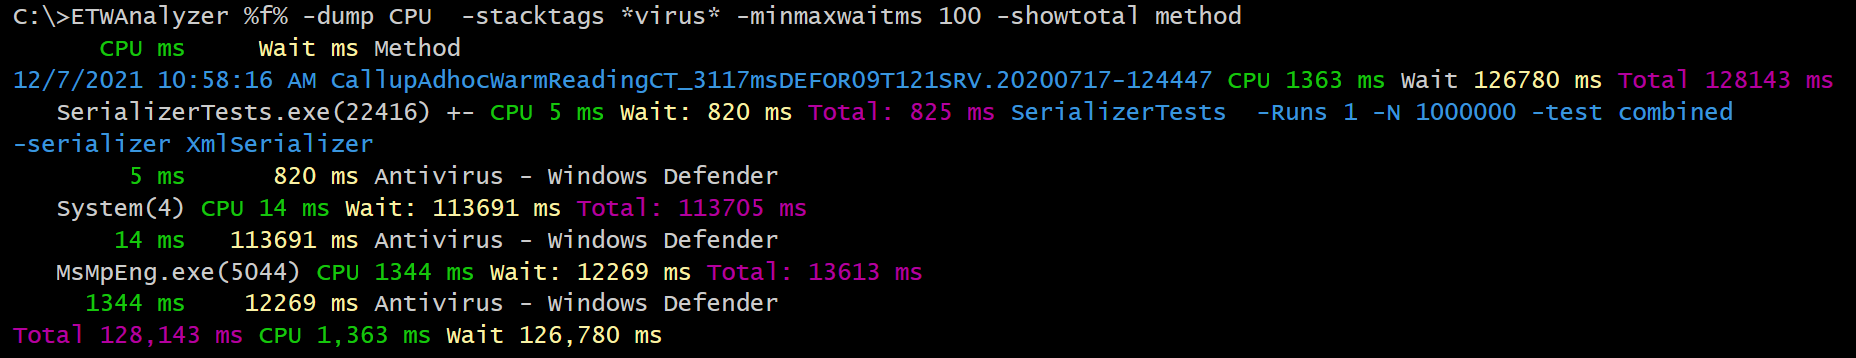 C:\>ETWAnalyzer %f% -dump CPU  -stacktags *virus* -minmaxwaitms 100 -showtotal method
CPU ms     Wait ms Method
12/7/2021 10:58:16 AM CallupAdhocWarmReadingCT_3117msDEFOR09T121SRV.20200717-124447 CPU 1363 ms Wait 126780 ms Total 128143 ms
SerializerTests.exe(22416) +- CPU 5 ms Wait: 820 ms Total: 825 ms SerializerTests  -Runs 1 -N 1000000 -test combined
-serializer XmlSerializer
5 ms      820 ms Antivirus - Windows Defender
System(4) CPU 14 ms Wait: 113691 ms Total: 113705 ms
14 ms   113691 ms Antivirus - Windows Defender
MsMpEng.exe(5044) CPU 1344 ms Wait: 12269 ms Total: 13613 ms
1344 ms    12269 ms Antivirus - Windows Defender
Total 128,143 ms CPU 1,363 ms Wait 126,780 ms